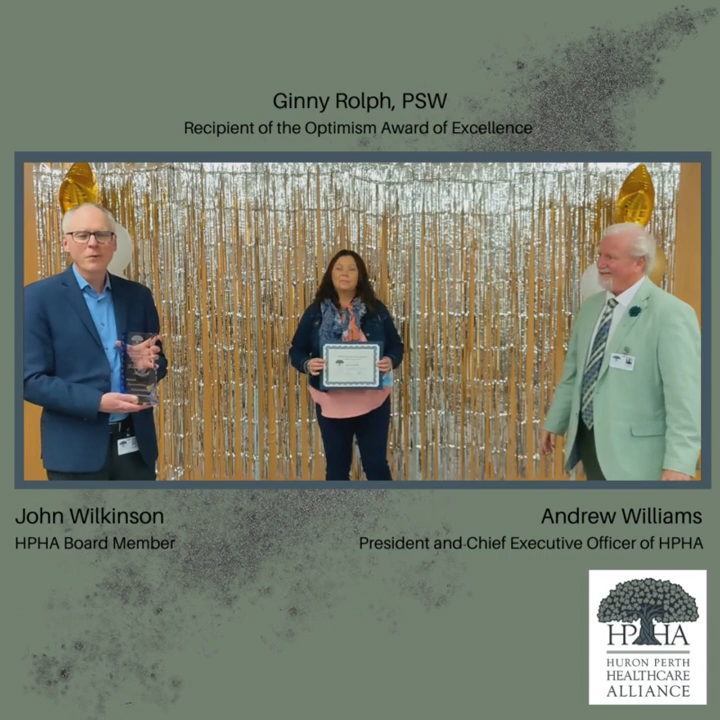 Ginny Rolph, PSW
Recipient of the Optimism Award of Excellence
John Wilkinson
HPHA Board Member
Andrew Williams
President and Chief Executive Officer of HPHA
HPHA
HURON PERTH
HEALTHCARE
ALLIANCE